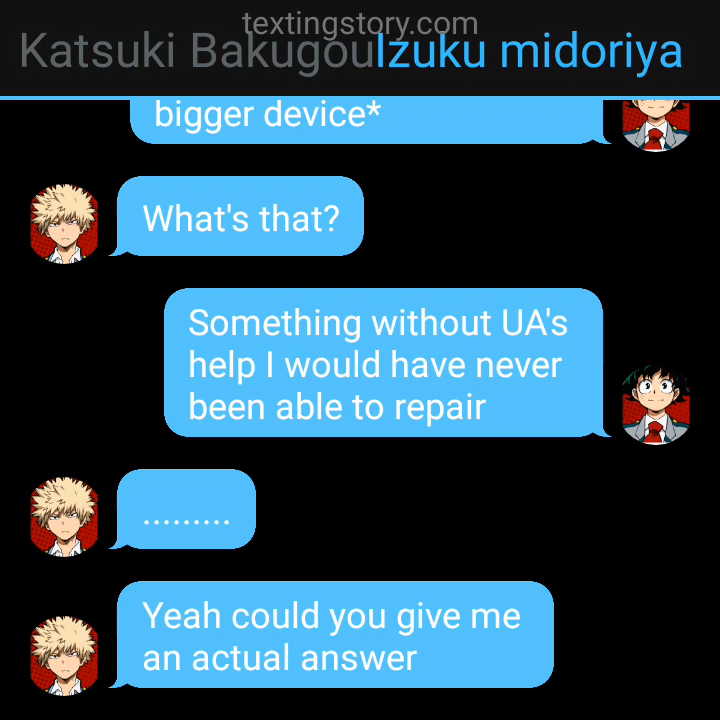 textingstory.com
Katsuki BakugouIzuku midoriya
bigger device*
What's that?
Something without UA's
help I would have never
been able to repair
.........
Yeah could you give me
an actual answer